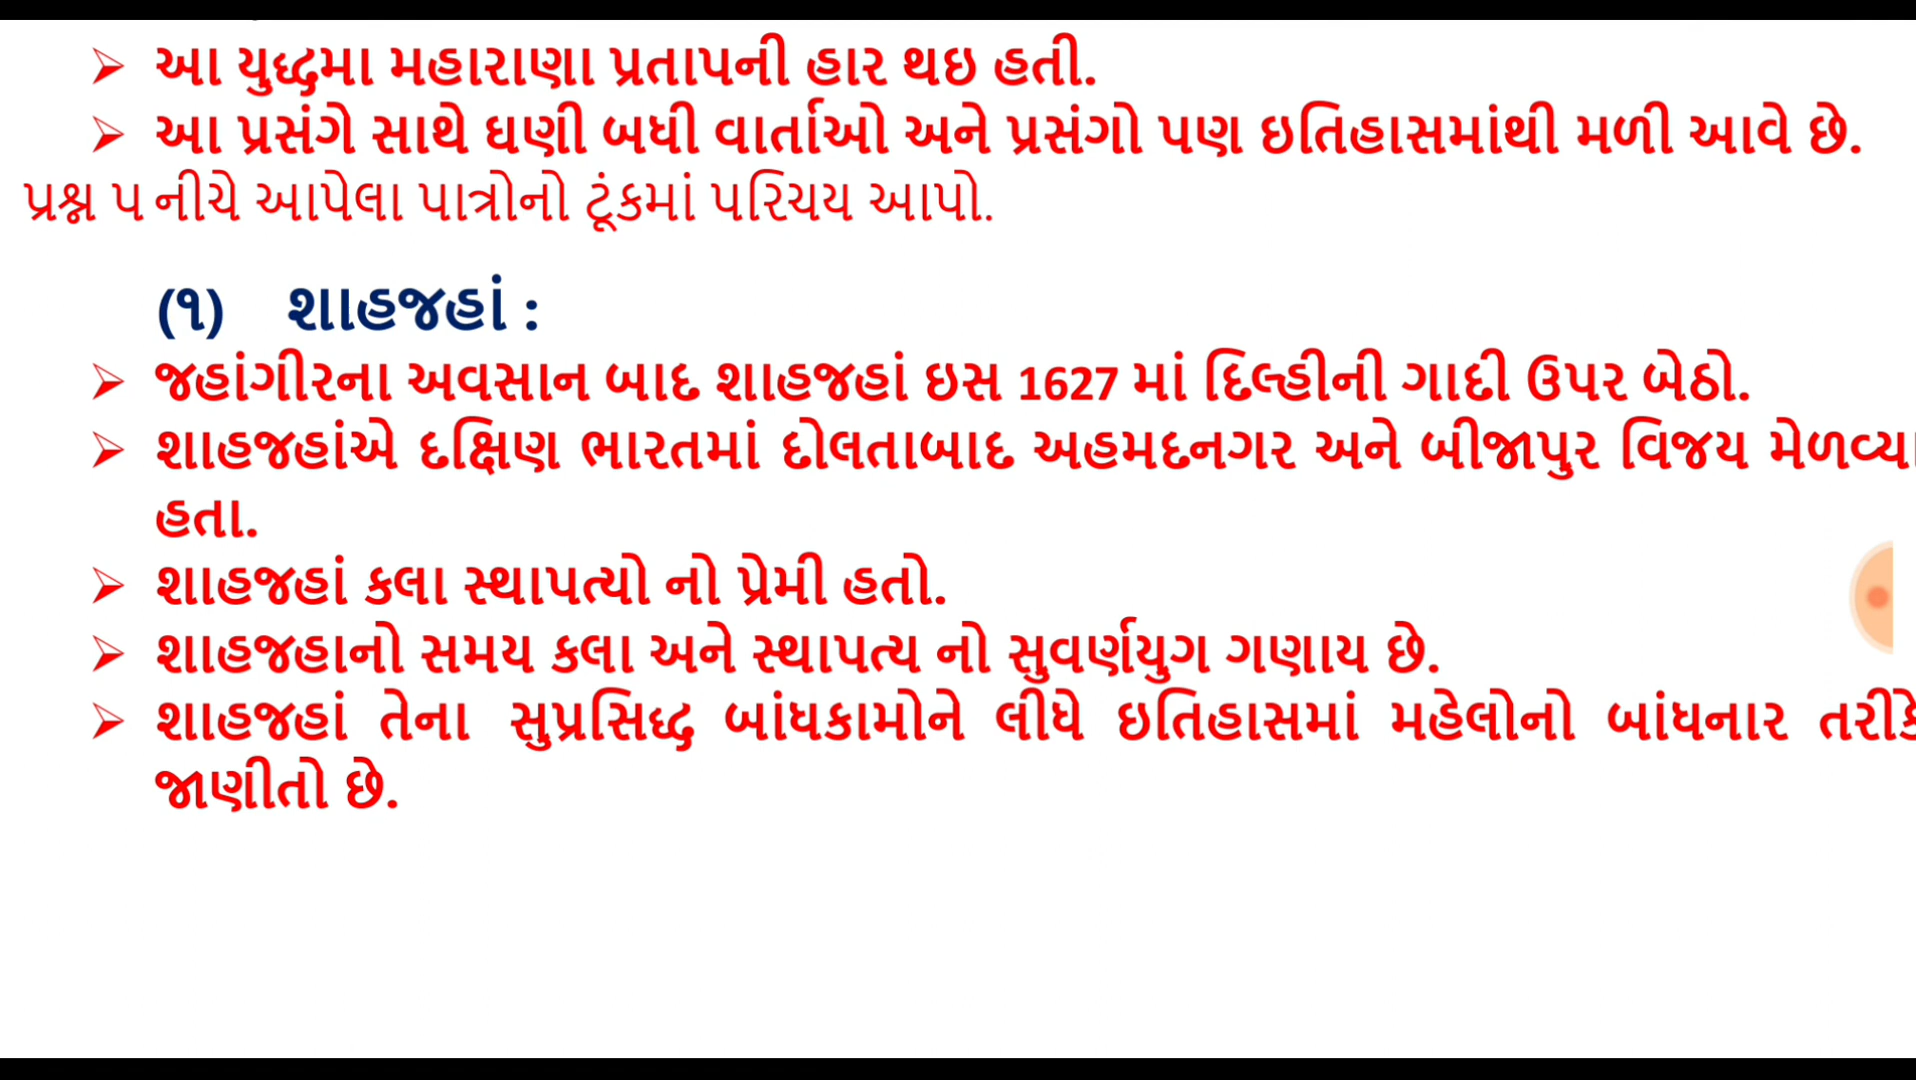 ➢ આ યુદ્ધમા મહારાણા પ્રતાપની હાર થઇ હતી.
➢ આ પ્રસંગે સાથે ઘણી બધી વાર્તાઓ અને પ્રસંગો પણ ઇતિહાસમાંથી મળી આવે છે.
પ્રશ્ન ૫ નીચે આપેલા પાત્રોનો ટૂંકમાં પરિચય આપો.
(૧) શાહજહાં :
➢ જહાંગીરના અવસાન બાદ શાહજહાં ઇસ 1627 માં દિલ્હીની ગાદી ઉપર બેઠો.
➢ શાહજહાંએ દક્ષિણ ભારતમાં દોલતાબાદ અહમદનગર અને બીજાપુર વિજય મેળવ્યા
હતા.
➢ શાહજહાં કલા સ્થાપત્યો નો પ્રેમી હતો.
➢ શાહજહાનો સમય કલા અને સ્થાપત્ય નો સુવર્ણયુગ ગણાય છે.
➢ શાહજહાં તેના સુપ્રસિદ્ધ બાંધકામોને લીધે ઇતિહાસમાં મહેલોનો બાંધનાર તરીકે
જાણીતો છે.